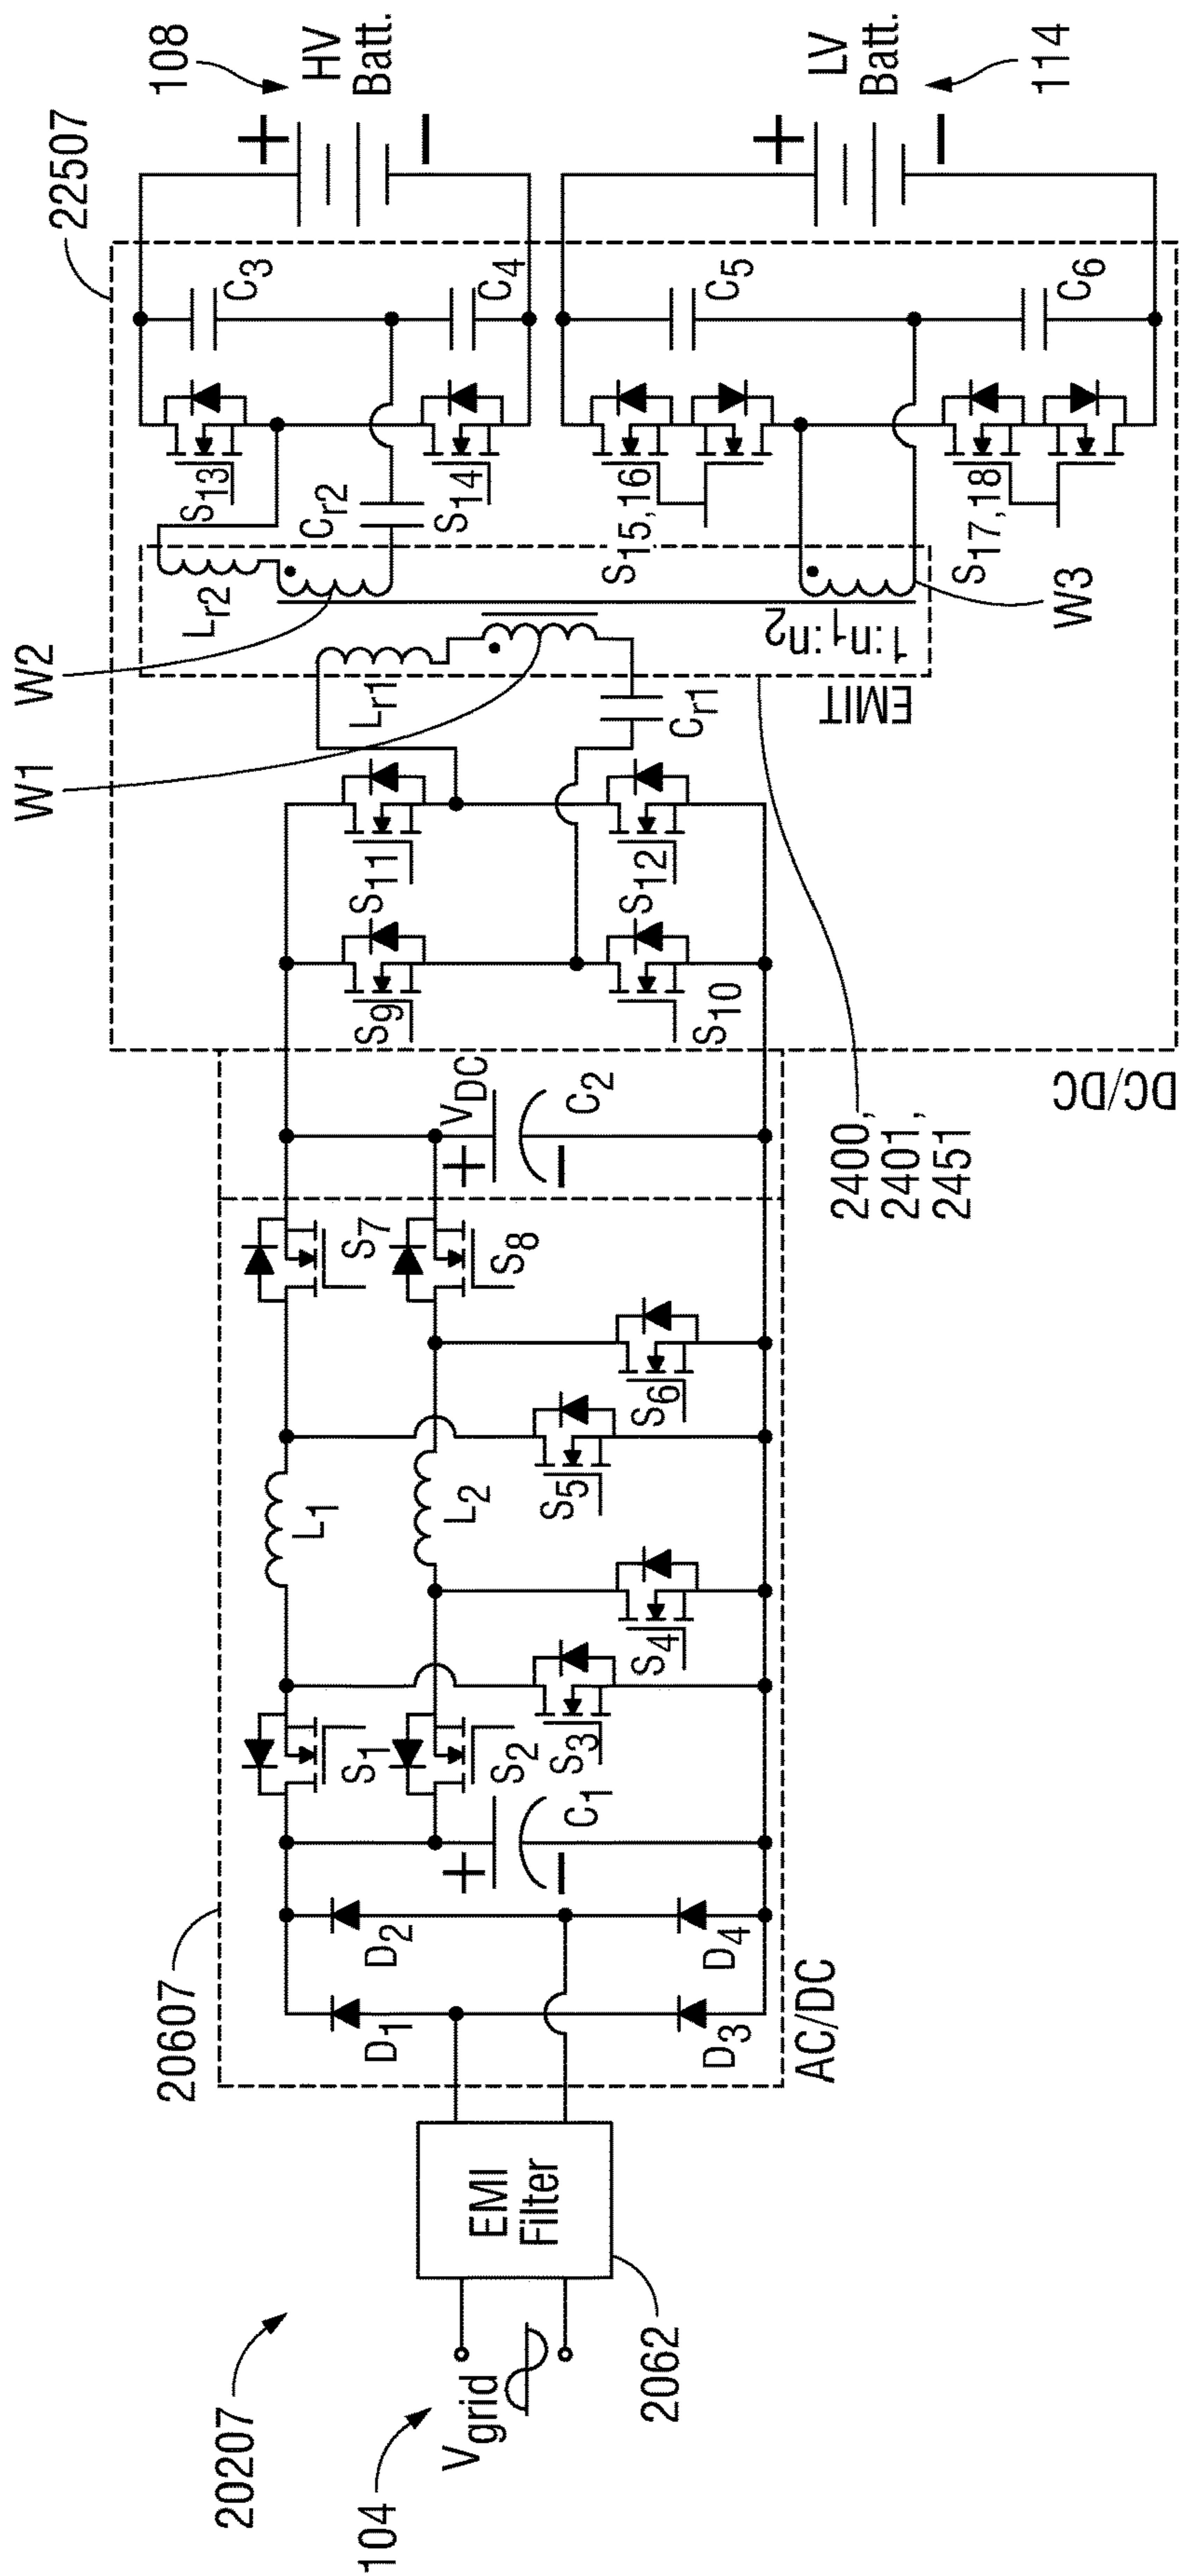 20207
104
Vgrid
EMI
Filter
2062
20607
AC/DC
D1
D2
D3
D4
+
−
C1
S1
S2
S3
S4
L1
L2
S5
S6
S7
S8
+
−
VDC
C2
22507
DC/DC
S9
S10
S11
S12
W1
W2
Lr1
Cr1
EMIT
1:n1:n2
2400,
2401,
2451
Lr2
Cr2
W3
S13
S14
S15,16
S17,18
C3
C4
C5
C6
+
−
HV
Batt.
108
+
−
LV
Batt.
114